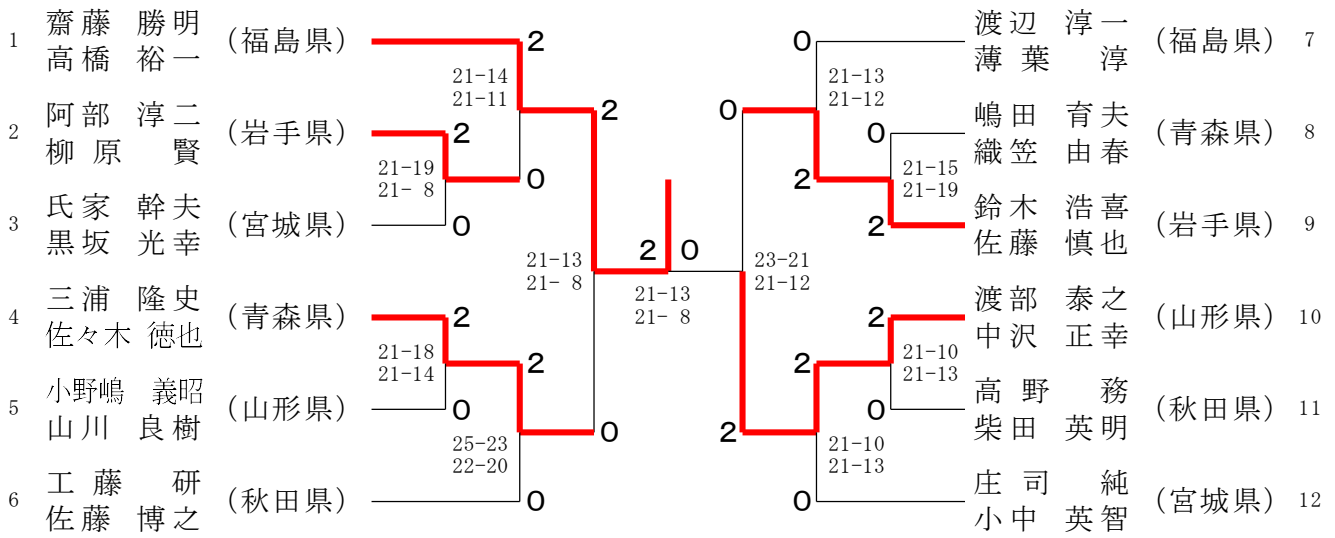 1 齋藤 勝明 (福島県)
高橋 裕一
2
21-14
21-11
2 阿部 淳二 (岩手県)
柳原 賢
2
2
21-19
21- 8
0
3 氏家 幹夫 (宮城県)
黒坂 光幸
0
21-13
21- 8
4 三浦 隆史 (青森県)
佐々木 徳也
2
21-18
21-14
2
5 小野嶋 義昭 (山形県)
山川 良樹
0
0
25-23
22-20
6 工藤 研 (秋田県)
佐藤 博之
0
2 0
21-13
21- 8
0
渡辺 淳一 (福島県) 7
薄葉 淳
21-13
21-12
0
0
嶋田 育夫 (青森県) 8
織笠 由春
21-15
21-19
2
2
鈴木 浩喜 (岩手県) 9
佐藤 慎也
23-21
21-12
2
渡部 泰之 (山形県) 10
中沢 正幸
21-10
21-13
2
0
高野 務 (秋田県) 11
柴田 英明
2
21-10
21-13
0
庄司 純 (宮城県) 12
小中 英智